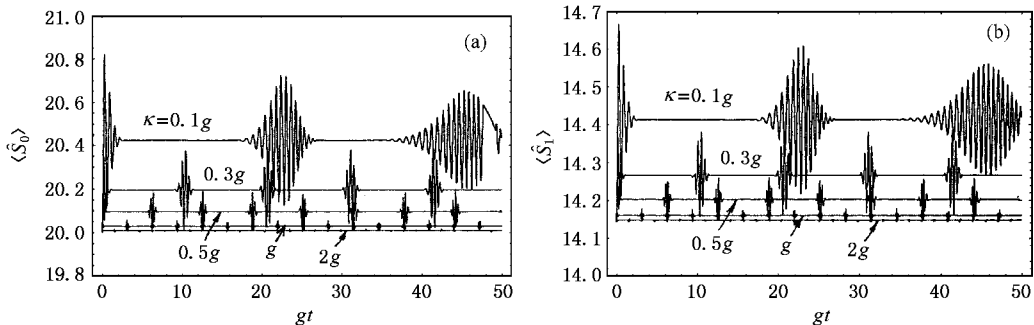 21.0
(a)
20.8
20.6
κ=0.1g
⟨Ŝ₀⟩
20.4
0.3g
20.2
20.0
0.5g
g
2g
19.8
0
10
20
30
40
50
gt
14.7
(b)
14.6
14.5
κ=0.1g
⟨Ŝ₁⟩
14.4
14.3
0.3g
14.2
14.1
0.5g
g
2g
14.0
0
10
20
30
40
50
gt